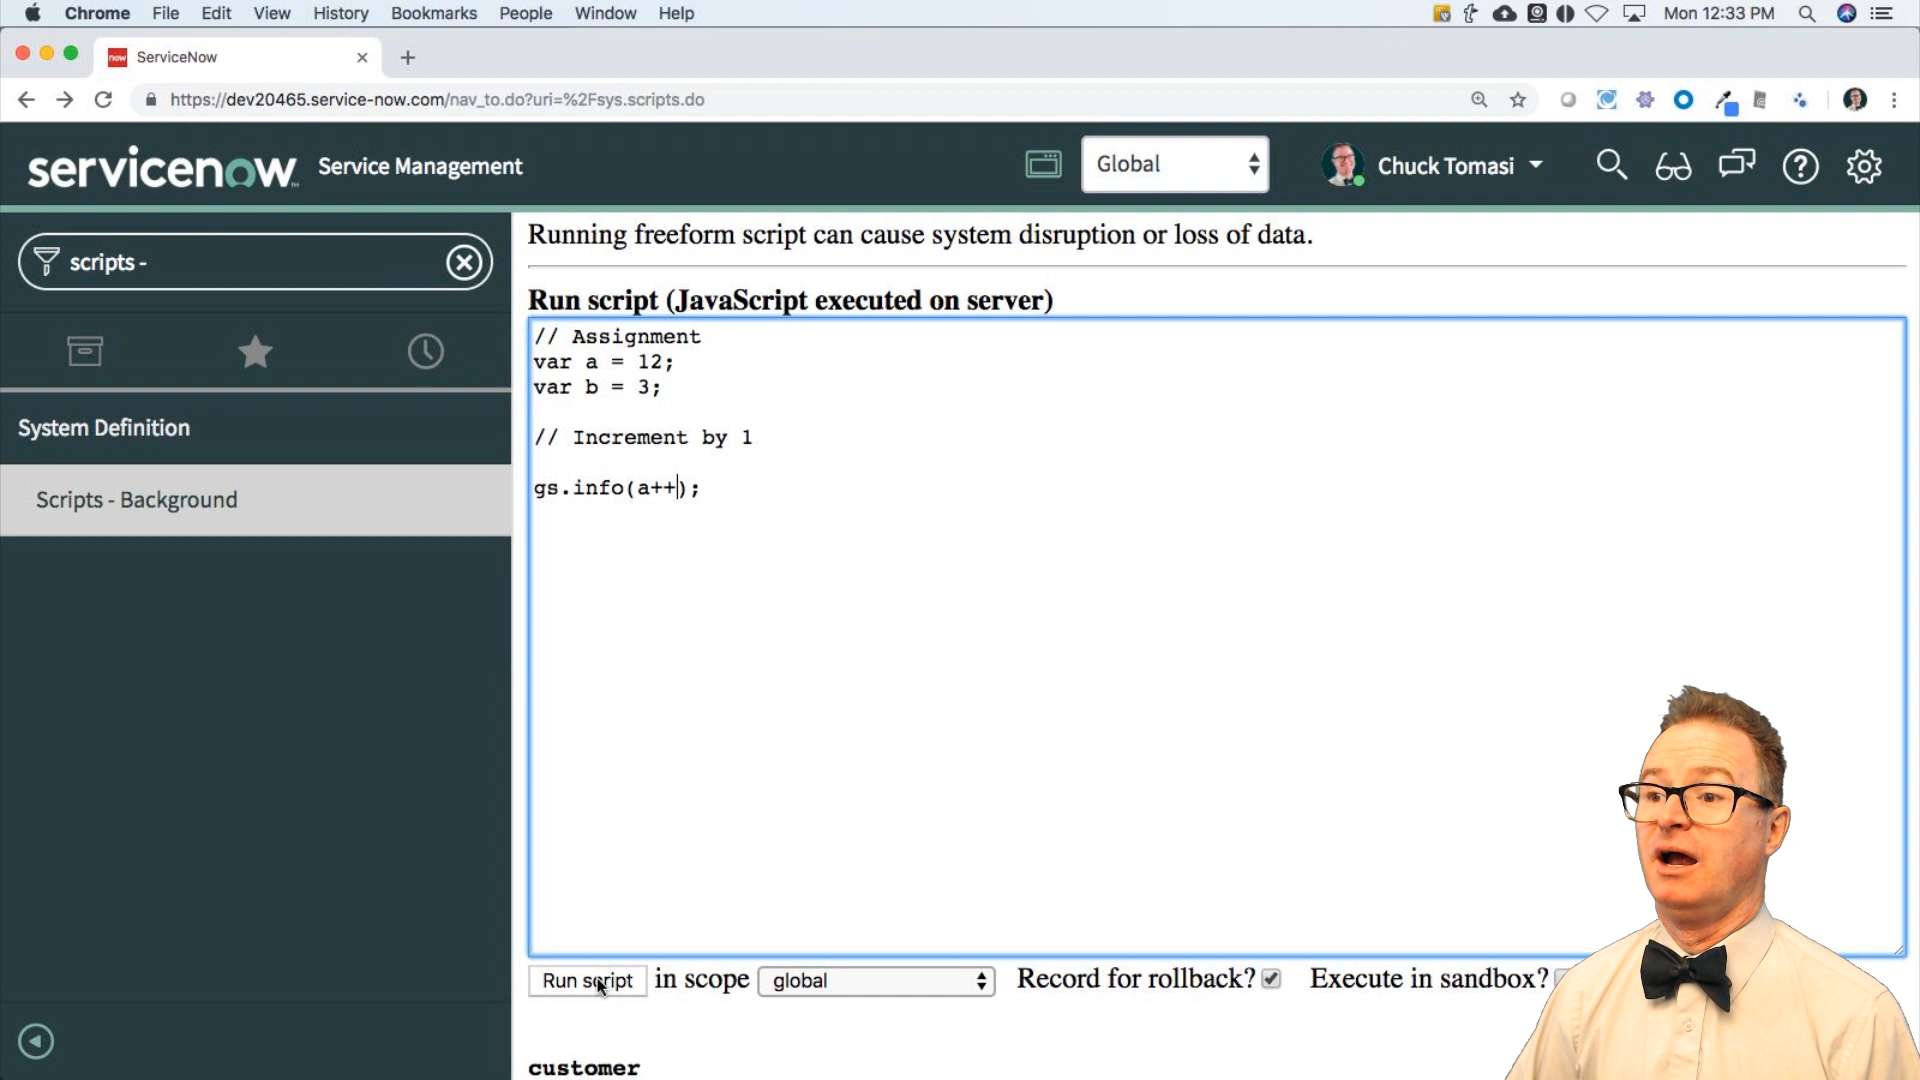 Chrome File Edit View History Bookmarks People Window Help Mon 12:33 PM
now ServiceNow
https://dev20465.service-now.com/nav_to.do?uri=%2Fsys.scripts.do
servicenow Service Management Global Chuck Tomasi
scripts -
System Definition
Scripts - Background
Running freeform script can cause system disruption or loss of data.
Run script (JavaScript executed on server)
// Assignment
var a = 12;
var b = 3;
// Increment by 1
gs.info(a++);
Run script in scope global Record for rollback? Execute in sandbox?
customer